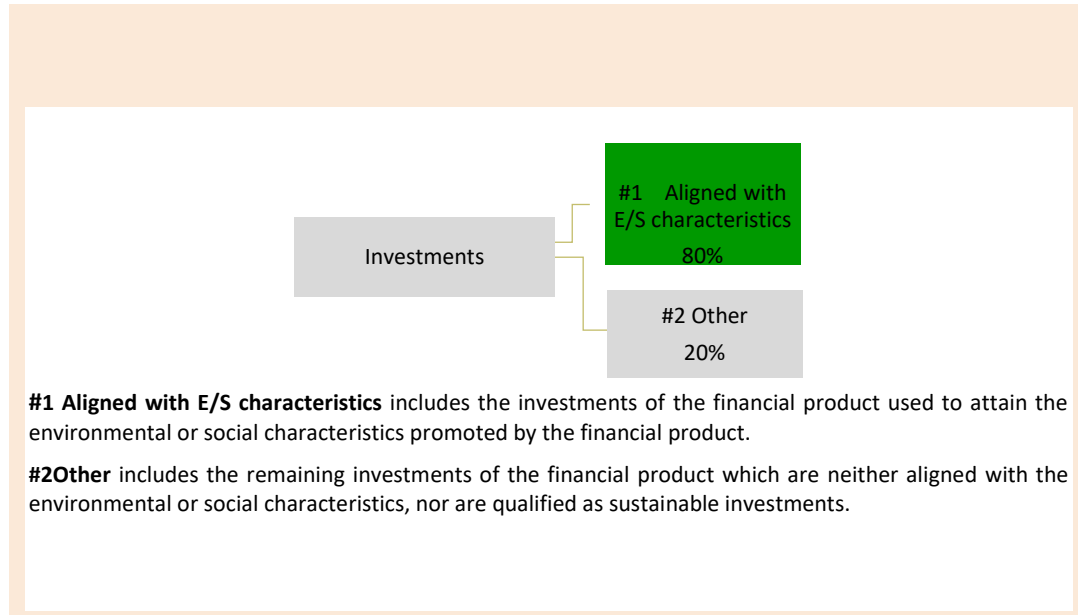 #1 Aligned with
E/S characteristics
80%
Investments
#2 Other
20%
#1 Aligned with E/S characteristics includes the investments of the financial product used to attain the
environmental or social characteristics promoted by the financial product.
#2Other includes the remaining investments of the financial product which are neither aligned with the
environmental or social characteristics, nor are qualified as sustainable investments.